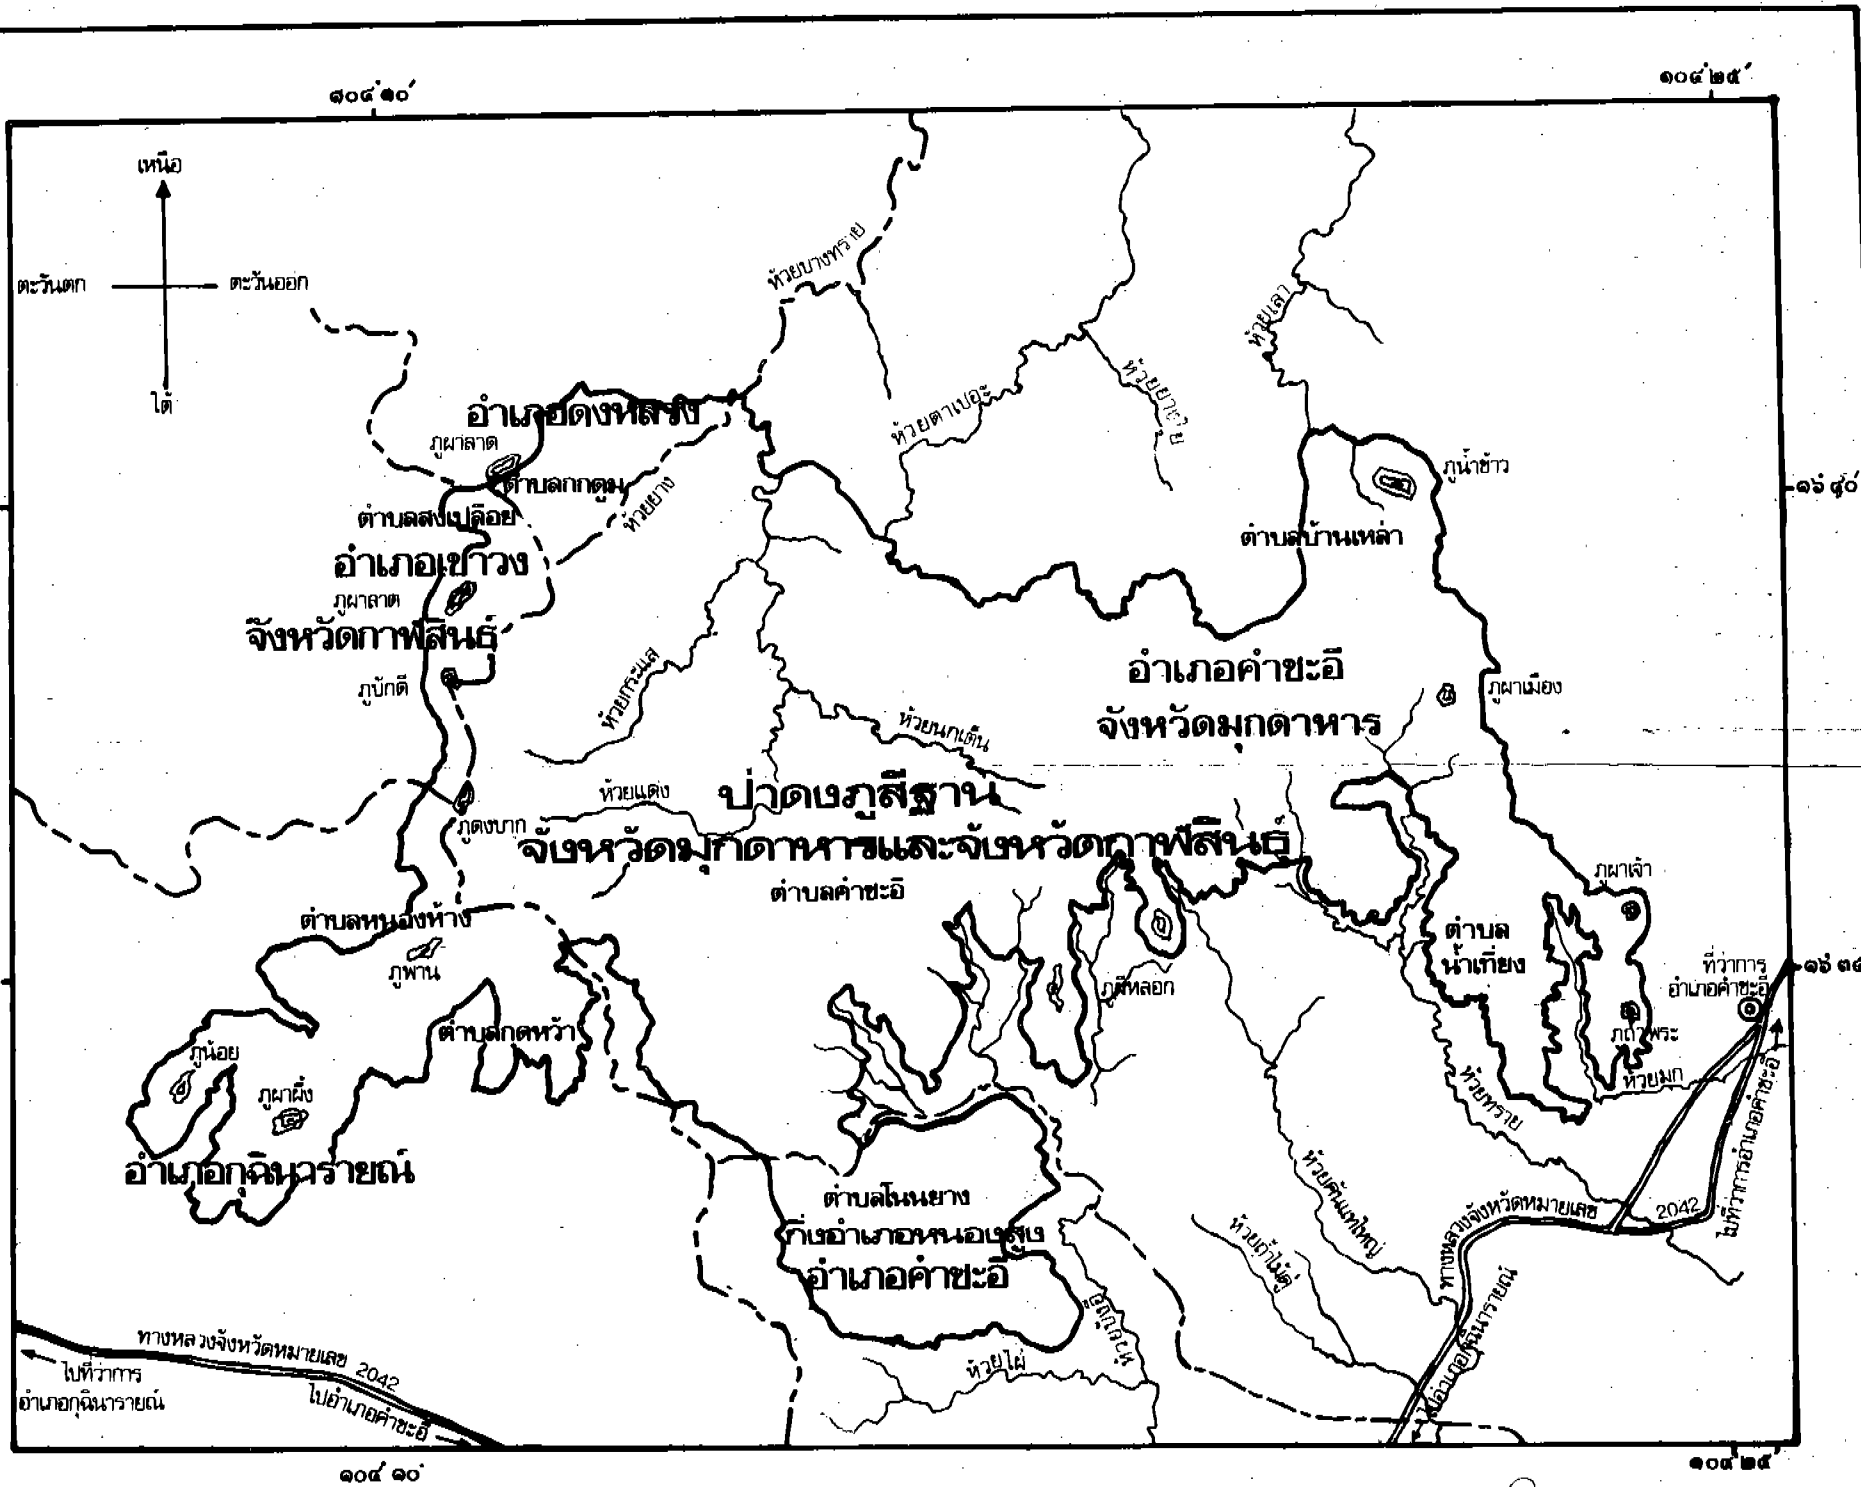 ๑๐๔ ํ ๑๐′
๑๐๔ ํ ๒๕′
เหนือ
ตะวันตก
ตะวันออก
ใต้
ห้วยบางทราย
ห้วยเลา
ห้วยตาเปอะ
อำเภอดงหลวง
ภูผาลาด
ตำบลกกตูม
ห้วยยาง
ตำบลสงเปลือย
ภูน้ำข้าว
๑๖ ํ ๔๐′
ตำบลบ้านเหล่า
อำเภอเขาวง
ภูผาลาด
จังหวัดกาฬสินธุ์
ภูบักดี
ห้วยกระแส
อำเภอคำชะอี
ภูผาเมือง
จังหวัดมุกดาหาร
ห้วยนกเต็น
ห้วยแดง
ป่าดงภูสีฐาน
ภูดงบาก
จังหวัดมุกดาหารและจังหวัดกาฬสินธุ์
ตำบลคำชะอี
ภูผาเจ้า
ตำบลหนองห้าง
ภูพาน
ตำบล
น้ำเที่ยง
ที่ว่าการ
อำเภอคำชะอี
๑๖ ํ ๓๕′
ภูผีหลอก
ตำบลกุดหว้า
ภูถ้ำพระ
ภูน้อย
ภูผาผึ้ง
ห้วยมุก
ห้วยทราย
อำเภอกุฉินารายณ์
ตำบลโนนยาง
กิ่งอำเภอหนองสูง
อำเภอคำชะอี
ห้วยคันแทใหญ่
ห้วยถ้ำไม้คู่
ทางหลวงจังหวัดหมายเลข
2042
ไปที่ว่าการอำเภอคำชะอี
ไปอำเภอกุฉินารายณ์
ห้วยไผ่
ทางหลวงจังหวัดหมายเลข 2042
ไปที่ว่าการ
อำเภอกุฉินารายณ์
ไปอำเภอคำชะอี
๑๐๔ ํ ๑๐′
๑๐๔ ํ ๒๕′